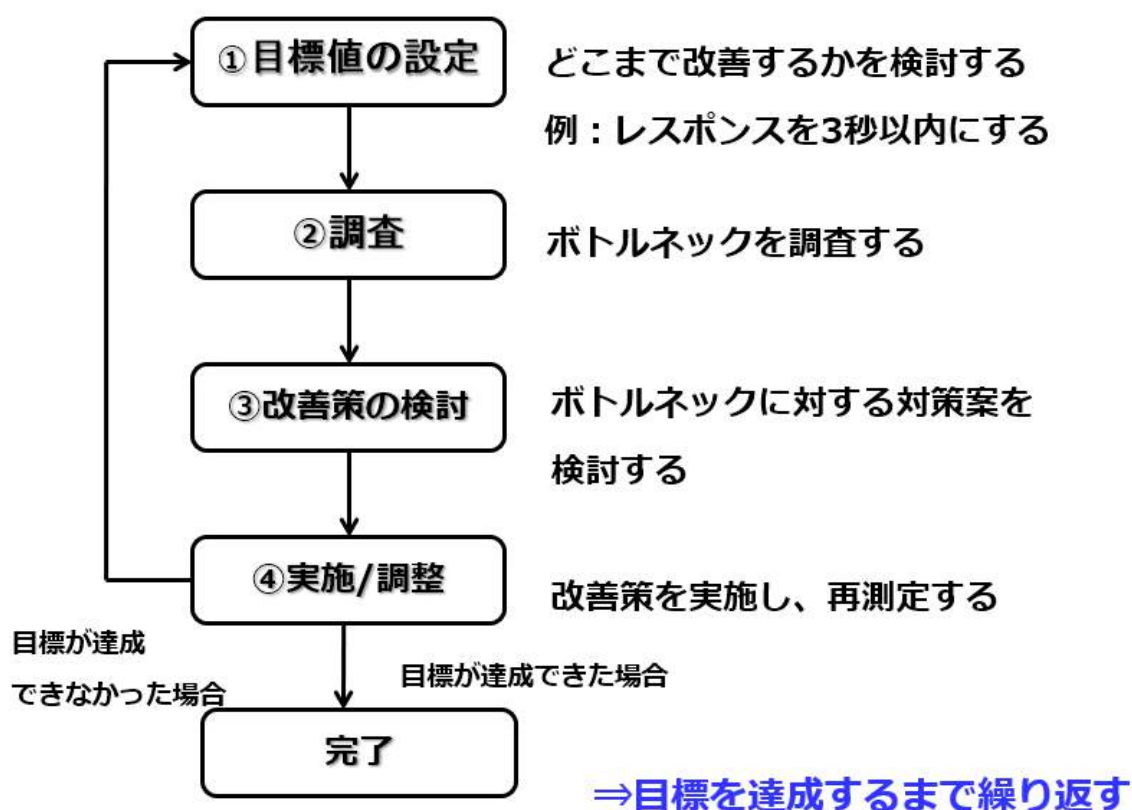 ①目標値の設定
どこまで改善するかを検討する
例：レスポンスを3秒以内にする
②調査
ボトルネックを調査する
③改善策の検討
ボトルネックに対する対策案を
検討する
④実施/調整
改善策を実施し、再測定する
目標が達成
できなかった場合
目標が達成できた場合
完了
⇒目標を達成するまで繰り返す